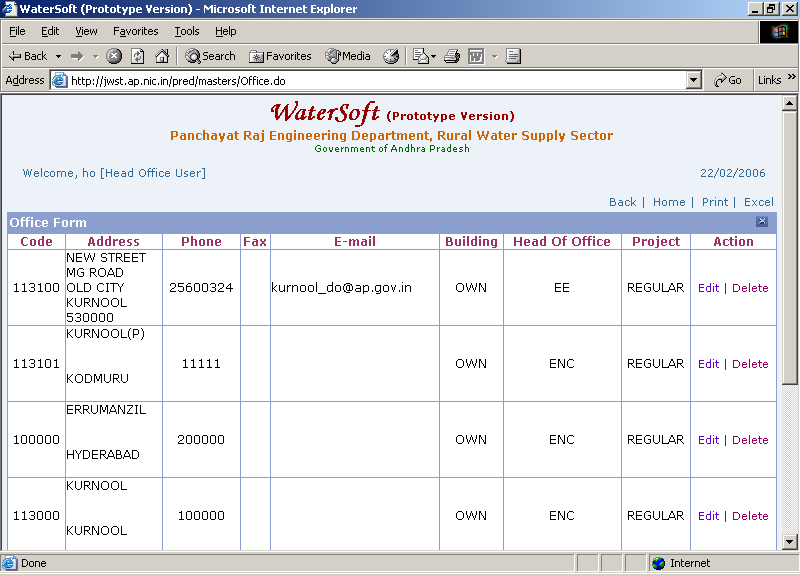 WaterSoft (Prototype Version) - Microsoft Internet Explorer
File Edit View Favorites Tools Help
Back Search Favorites Media
Address http://jwst.ap.nic.in/pred/masters/Office.do Go Links »
WaterSoft (Prototype Version)
Panchayat Raj Engineering Department, Rural Water Supply Sector
Government of Andhra Pradesh
Welcome, ho [Head Office User] 22/02/2006
Back | Home | Print | Excel
Office Form
Code Address Phone Fax E-mail Building Head Of Office Project Action
NEW STREET
MG ROAD
113100 OLD CITY 25600324 kurnool_do@ap.gov.in OWN EE REGULAR Edit | Delete
KURNOOL
530000
KURNOOL(P)
113101 11111 OWN ENC REGULAR Edit | Delete
KODMURU
ERRUMANZIL
100000 200000 OWN ENC REGULAR Edit | Delete
HYDERABAD
KURNOOL
113000 100000 OWN ENC REGULAR Edit | Delete
KURNOOL
Done Internet